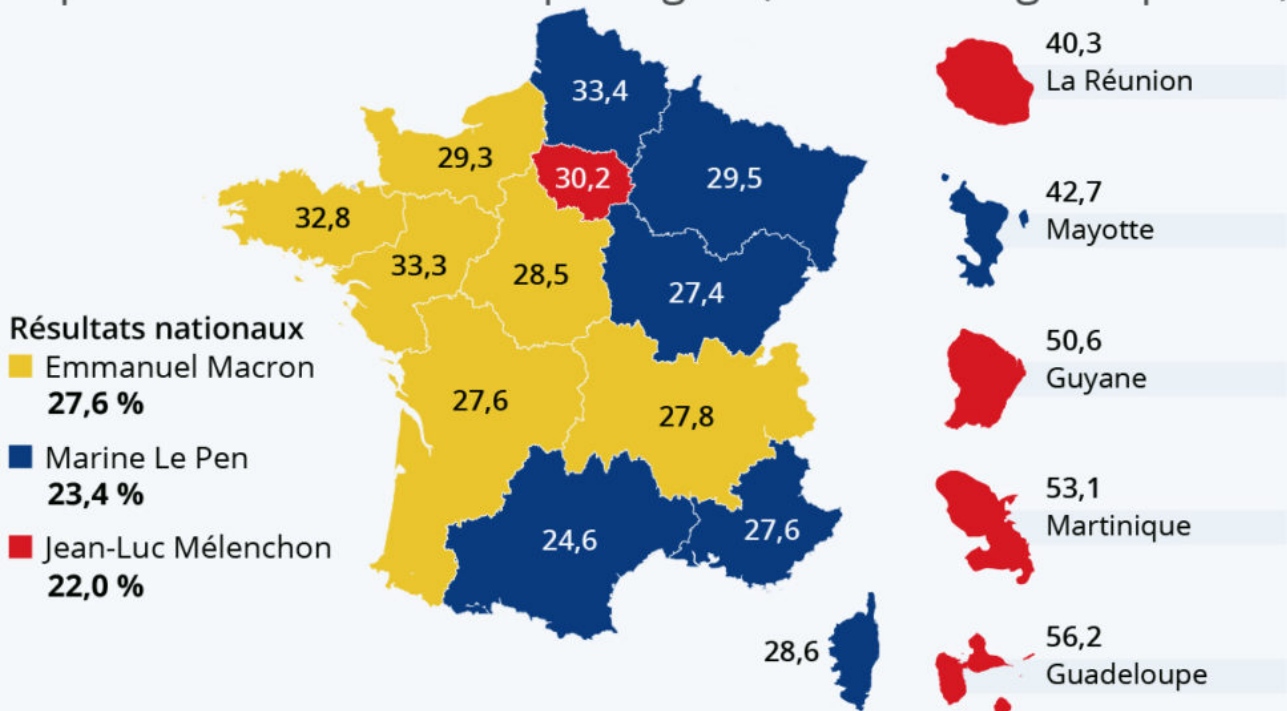 33,4
29,3
30,2
29,5
32,8
33,3
28,5
27,4
27,6
27,8
24,6
27,6
28,6
Résultats nationaux
Emmanuel Macron
27,6 %
Marine Le Pen
23,4 %
Jean-Luc Mélenchon
22,0 %
40,3
La Réunion
42,7
Mayotte
50,6
Guyane
53,1
Martinique
56,2
Guadeloupe